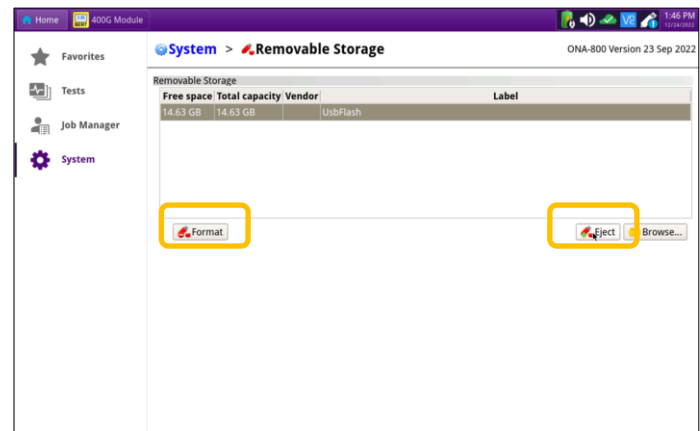 Home 400G Module 1:46 PM
12/24/2022
Favorites
Tests
Job Manager
System
System > Removable Storage ONA-800 Version 23 Sep 2022
Removable Storage
Free space Total capacity Vendor Label
14.63 GB 14.63 GB UsbFlash
Format Eject Browse...